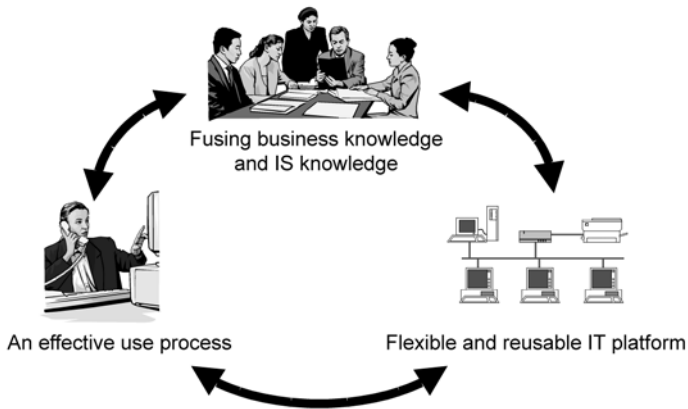 Fusing business knowledge
and IS knowledge
An effective use process
Flexible and reusable IT platform